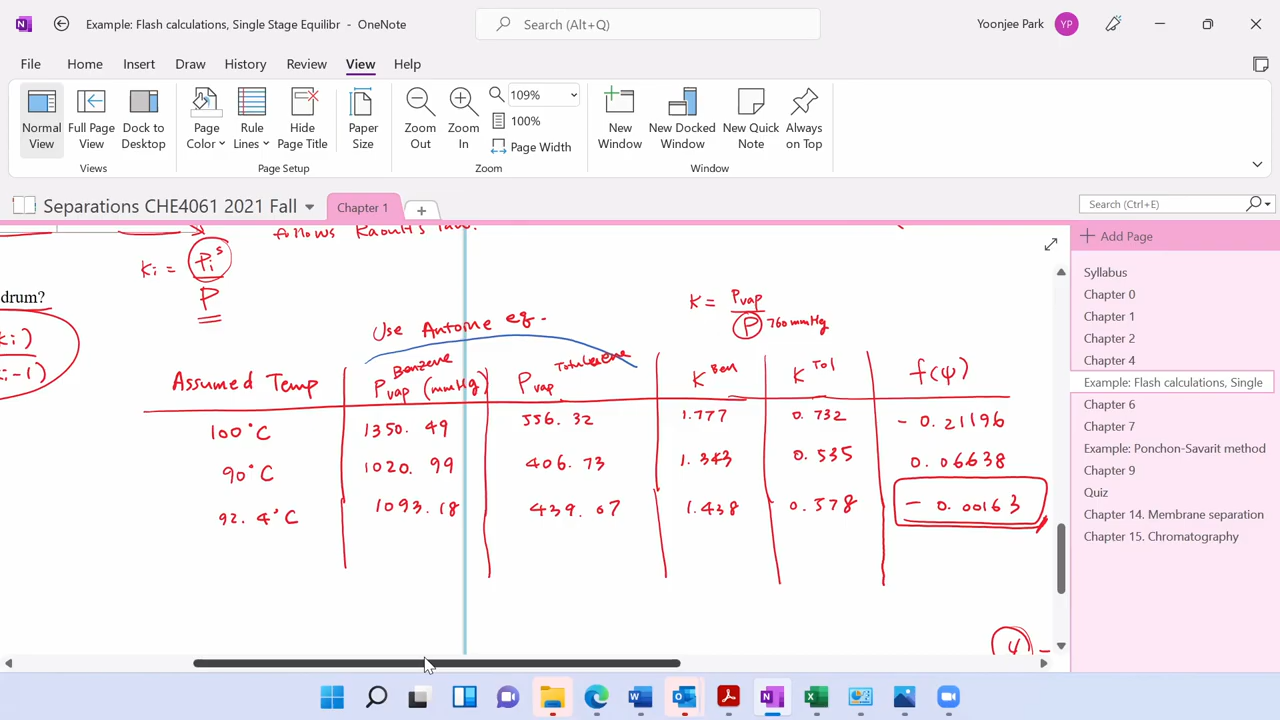 Example: Flash calculations, Single Stage Equilibr - OneNote
Search (Alt+Q)
Yoonjee Park
YP
File Home Insert Draw History Review View Help
Normal View
Full Page View
Dock to Desktop
Views
Page Color
Rule Lines
Hide Page Title
Page Setup
Paper Size
Zoom Out
Zoom In
109%
100%
Page Width
Zoom
New Window
New Docked Window
New Quick Note
Always on Top
Window
Separations CHE4061 2021 Fall
Chapter 1
Search (Ctrl+E)
Add Page
Syllabus
Chapter 0
Chapter 1
Chapter 2
Chapter 4
Example: Flash calculations, Single
Chapter 6
Chapter 7
Example: Ponchon-Savarit method
Chapter 9
Quiz
Chapter 14. Membrane separation
Chapter 15. Chromatography
follows Raoult's law.
Ki = Pi^s / P
drum?
Ki)
i-1)
Use Antoine eq.
K = Pvap / P 760mmHg
Assumed Temp Benzene Pvap (mmHg) Pvap K Ben K Tol f(ψ)
100°C 1350.49 556.32 1.777 0.732 -0.21196
90°C 1020.99 406.73 1.343 0.535 0.06638
92.4°C 1093.18 439.07 1.438 0.578 -0.00163
ψ -